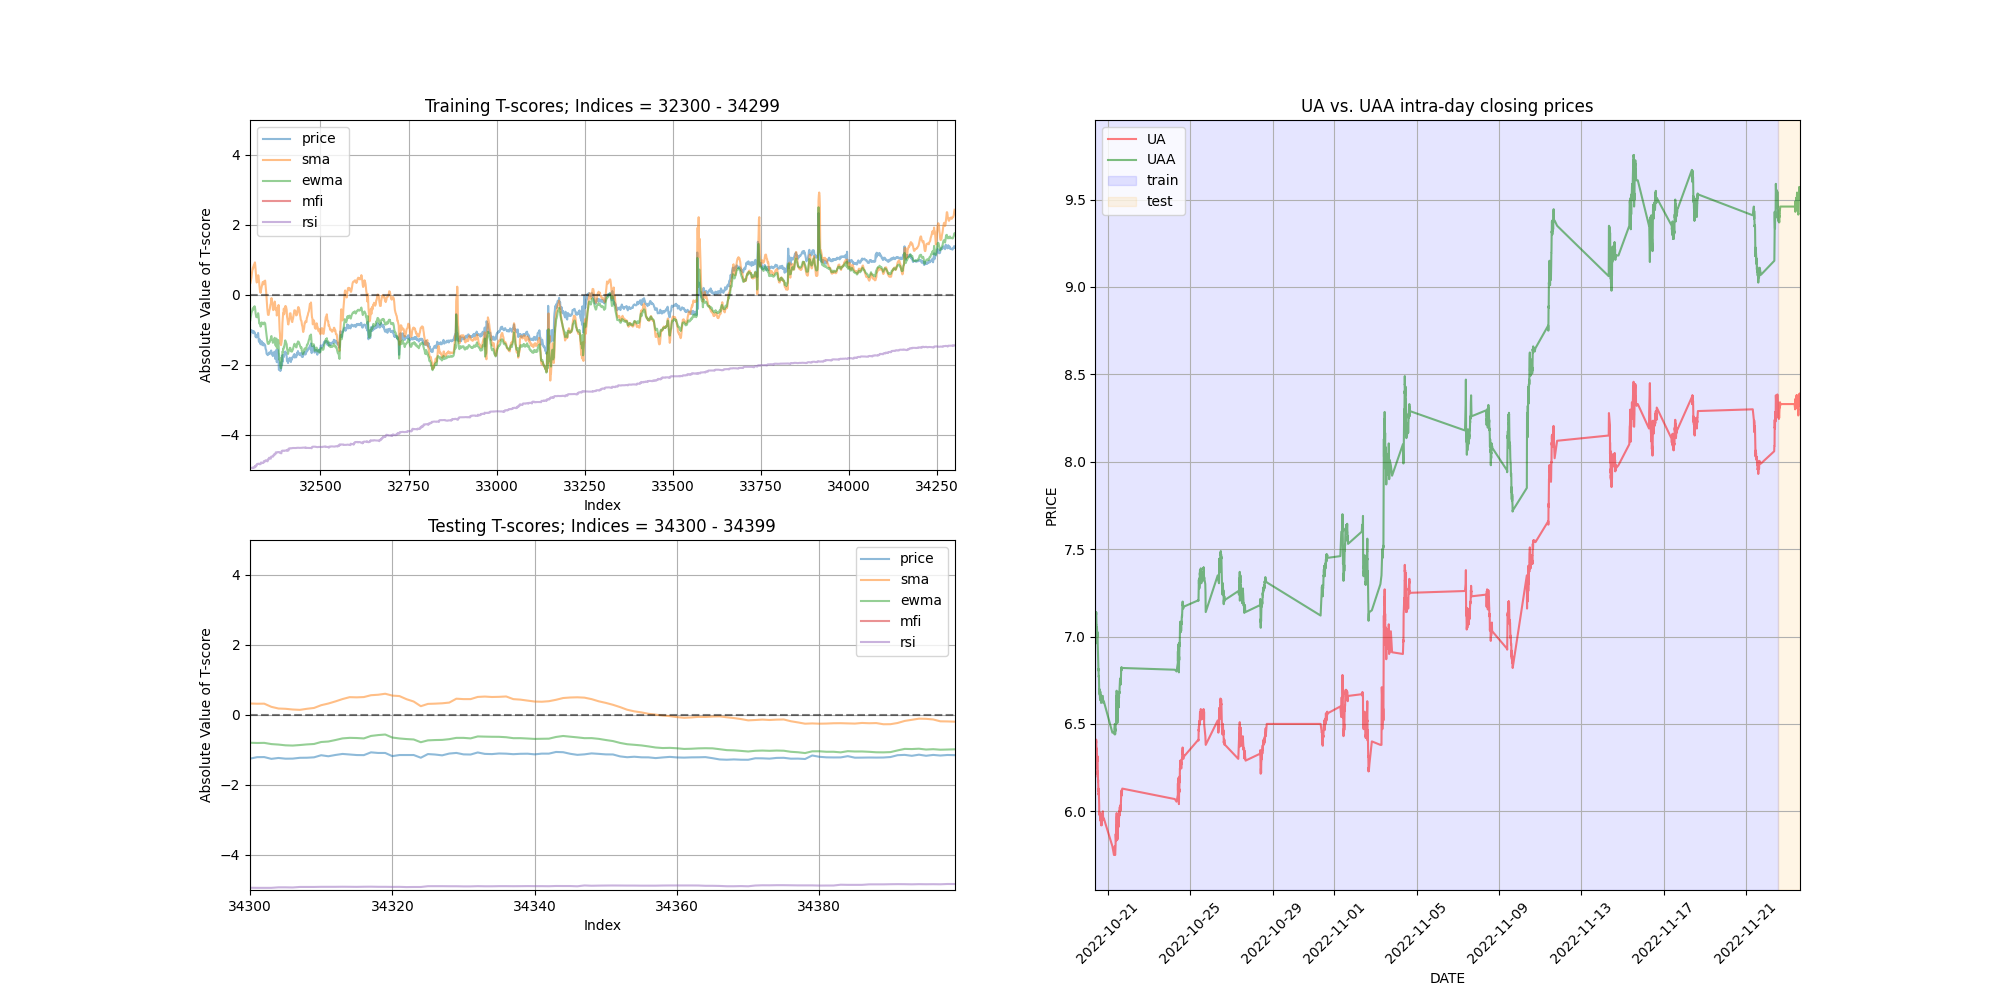 Training T-scores; Indices = 32300 - 34299
Absolute Value of T-score
4
2
0
−2
−4
price
sma
ewma
mfi
rsi
32500 32750 33000 33250 33500 33750 34000 34250
Index
Testing T-scores; Indices = 34300 - 34399
Absolute Value of T-score
4
2
0
−2
−4
price
sma
ewma
mfi
rsi
34300 34320 34340 34360 34380
Index
UA vs. UAA intra-day closing prices
PRICE
9.5
9.0
8.5
8.0
7.5
7.0
6.5
6.0
UA
UAA
train
test
2022-10-21 2022-10-25 2022-10-29 2022-11-01 2022-11-05 2022-11-09 2022-11-13 2022-11-17 2022-11-21
DATE